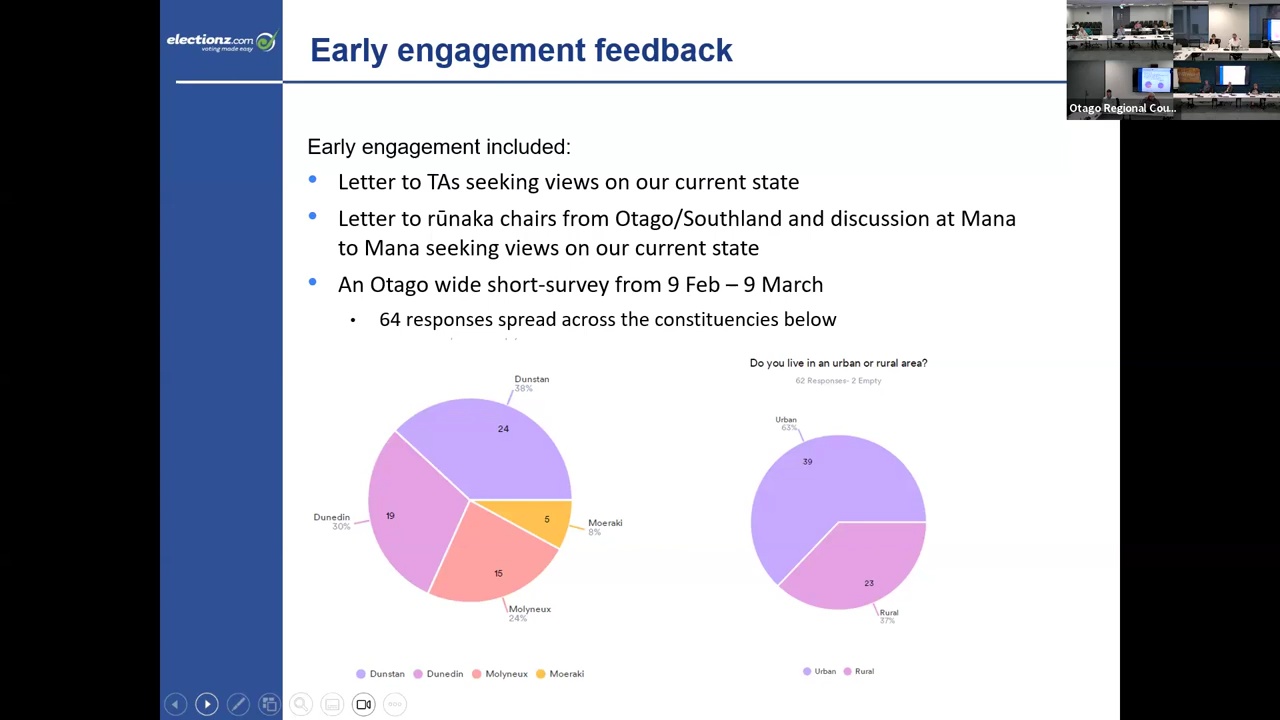 electionz.com
voting made easy
Early engagement feedback
Otago Regional Cou...
Early engagement included:
Letter to TAs seeking views on our current state
Letter to rūnaka chairs from Otago/Southland and discussion at Mana
to Mana seeking views on our current state
An Otago wide short-survey from 9 Feb – 9 March
64 responses spread across the constituencies below
Dunstan
38%
24
Dunedin
30%
19
Moeraki
8%
5
15
Molyneux
24%
Dunstan Dunedin Molyneux Moeraki
Do you live in an urban or rural area?
62 Responses- 2 Empty
Urban
63%
39
23
Rural
37%
Urban Rural